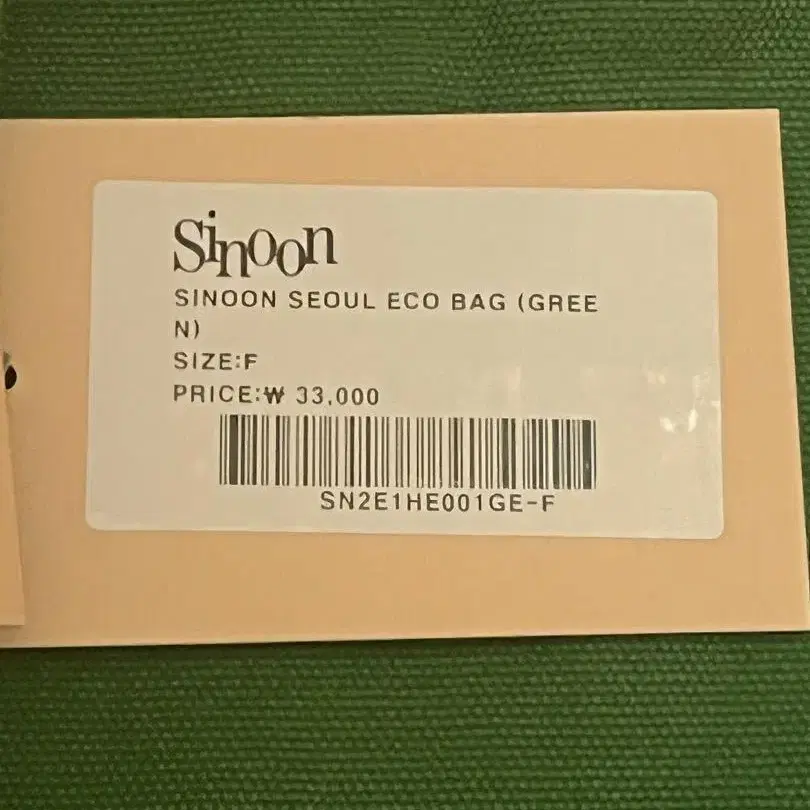 Sinoon
SINOON SEOUL ECO BAG (GREE
N)
SIZE:F
PRICE:₩ 33,000
SN2E1HE001GE-F